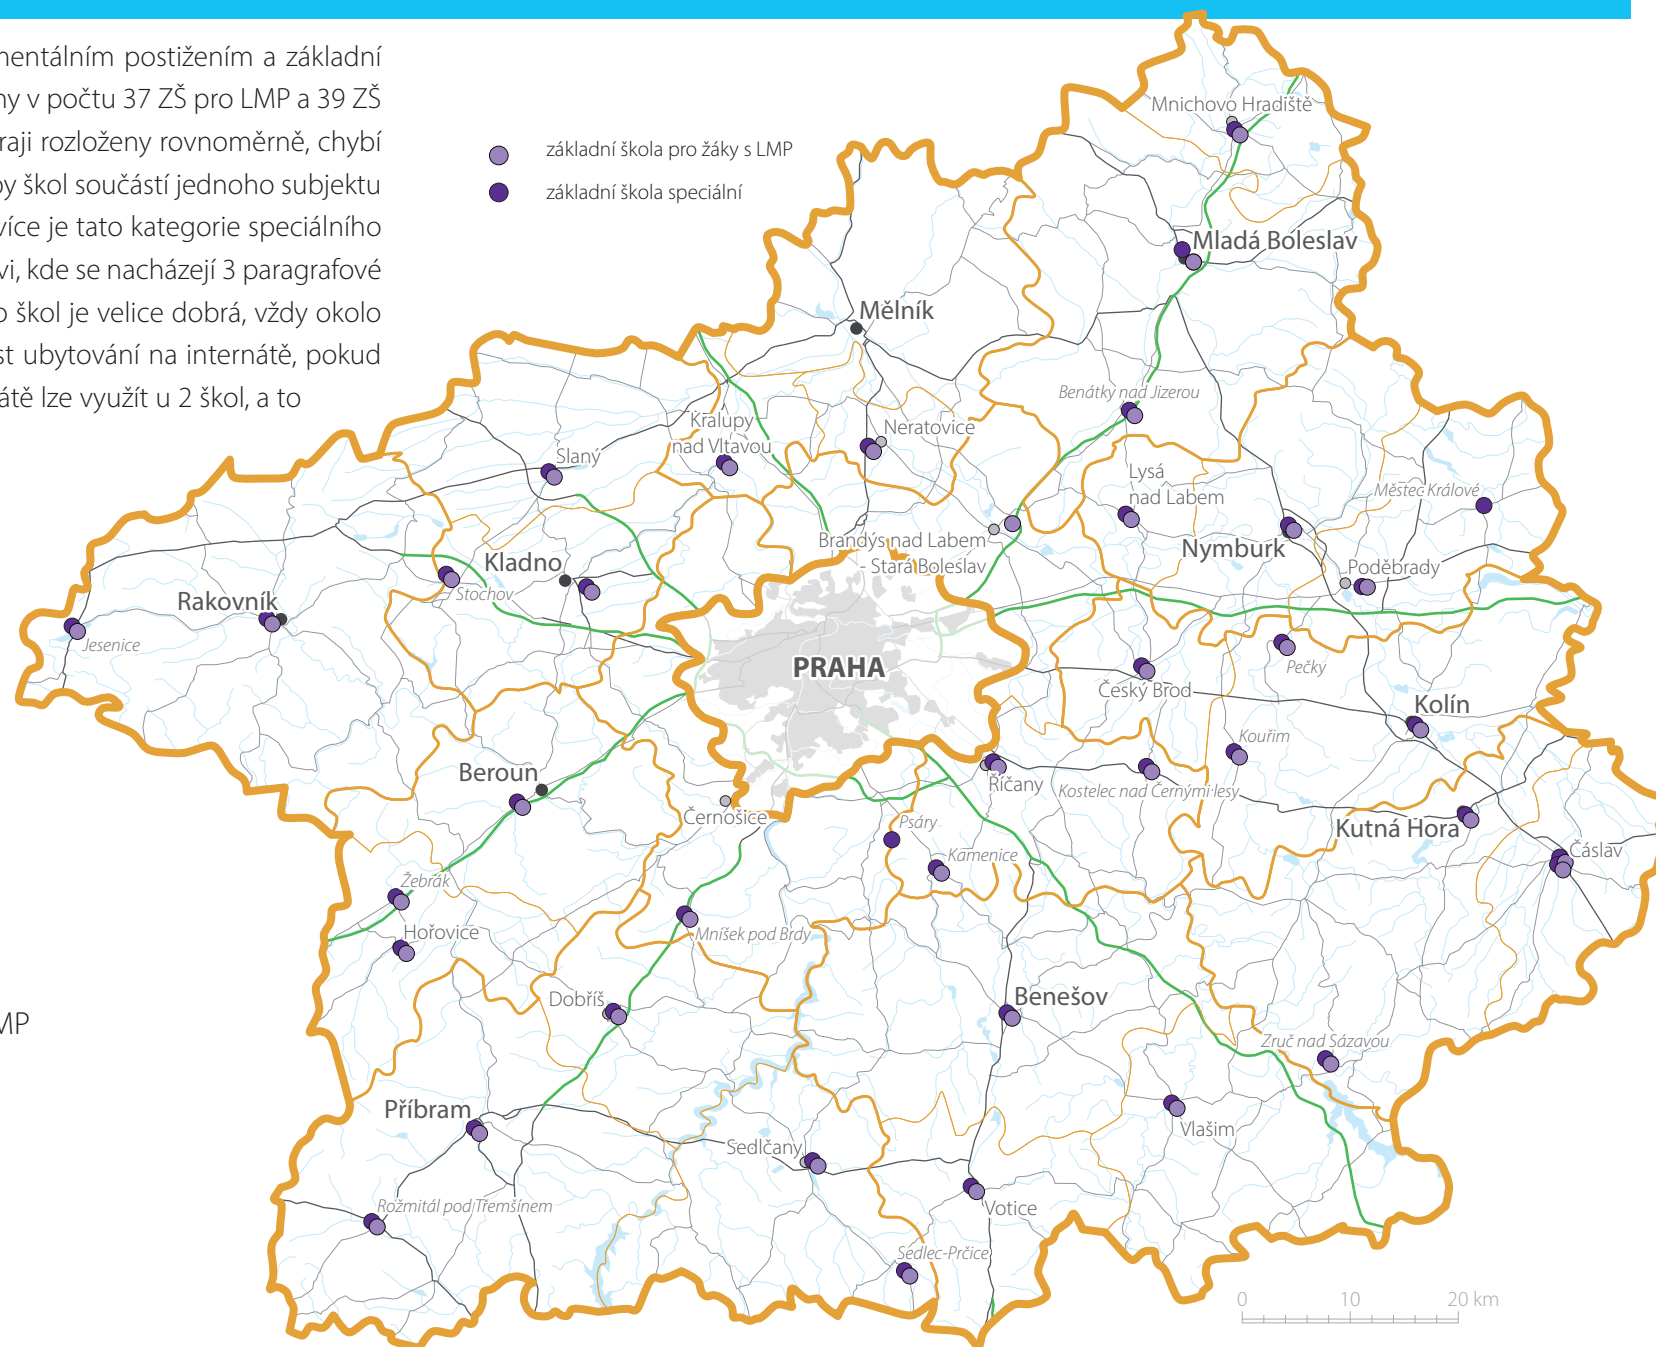 mentálním postižením a základní
ny v počtu 37 ZŠ pro LMP a 39 ZŠ
raji rozloženy rovnoměrně, chybí
by škol součástí jednoho subjektu
více je tato kategorie speciálního
vi, kde se nacházejí 3 paragrafové
o škol je velice dobrá, vždy okolo
st ubytování na internátě, pokud
átě lze využít u 2 škol, a to
základní škola pro žáky s LMP
základní škola speciální
Mnichovo Hradiště
Mladá Boleslav
Mělník
Benátky nad Jizerou
Kralupy
nad Vltavou
Neratovice
Slaný
Lysá
nad Labem
Městec Králové
Brandýs nad Labem
- Stará Boleslav
Nymburk
Poděbrady
Kladno
Stochov
Rakovník
Jesenice
PRAHA
Pečky
Český Brod
Kolín
Kouřim
Beroun
Říčany
Kostelec nad Černými lesy
Černošice
Psáry
Kutná Hora
Kamenice
Čáslav
Žebrák
Hořovice
Mníšek pod Brdy
Dobříš
Benešov
MP
Zruč nad Sázavou
Příbram
Vlašim
Sedlčany
Rožmitál pod Třemšínem
Votice
Sedlec-Prčice
0 10 20 km